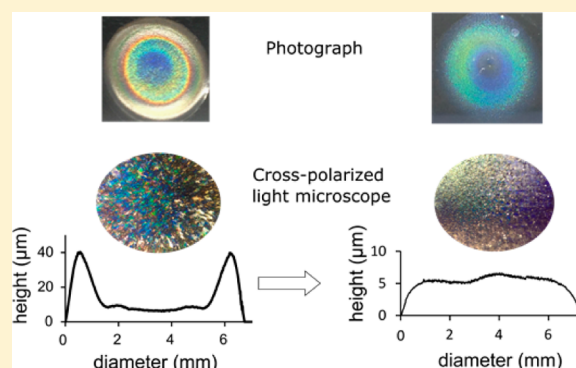 Photograph
Cross-polarized
light microscope
height (µm)
40
20
0
0 2 4 6
diameter (mm)
height (µm)
10
5
0
0 2 4 6
diameter (mm)